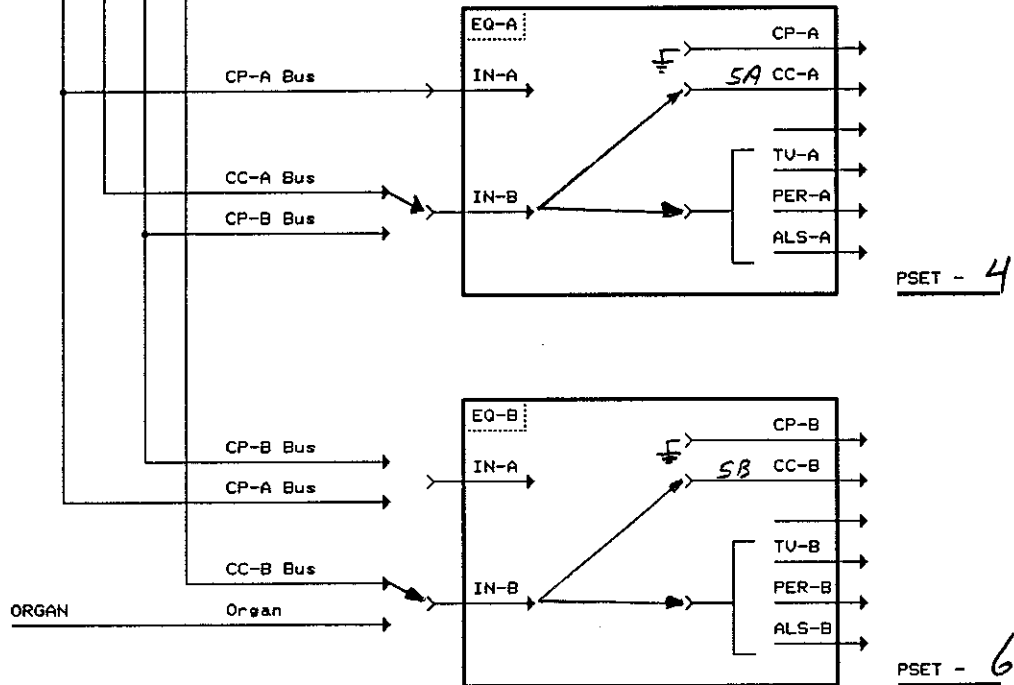 EQ-A
CP-A
CP-A Bus
IN-A
5A CC-A
TV-A
CC-A Bus
IN-B
PER-A
CP-B Bus
ALS-A
PSET - 4
EQ-B
CP-B
CP-B Bus
IN-A
5B CC-B
CP-A Bus
TV-B
CC-B Bus
IN-B
PER-B
ORGAN
Organ
ALS-B
PSET - 6